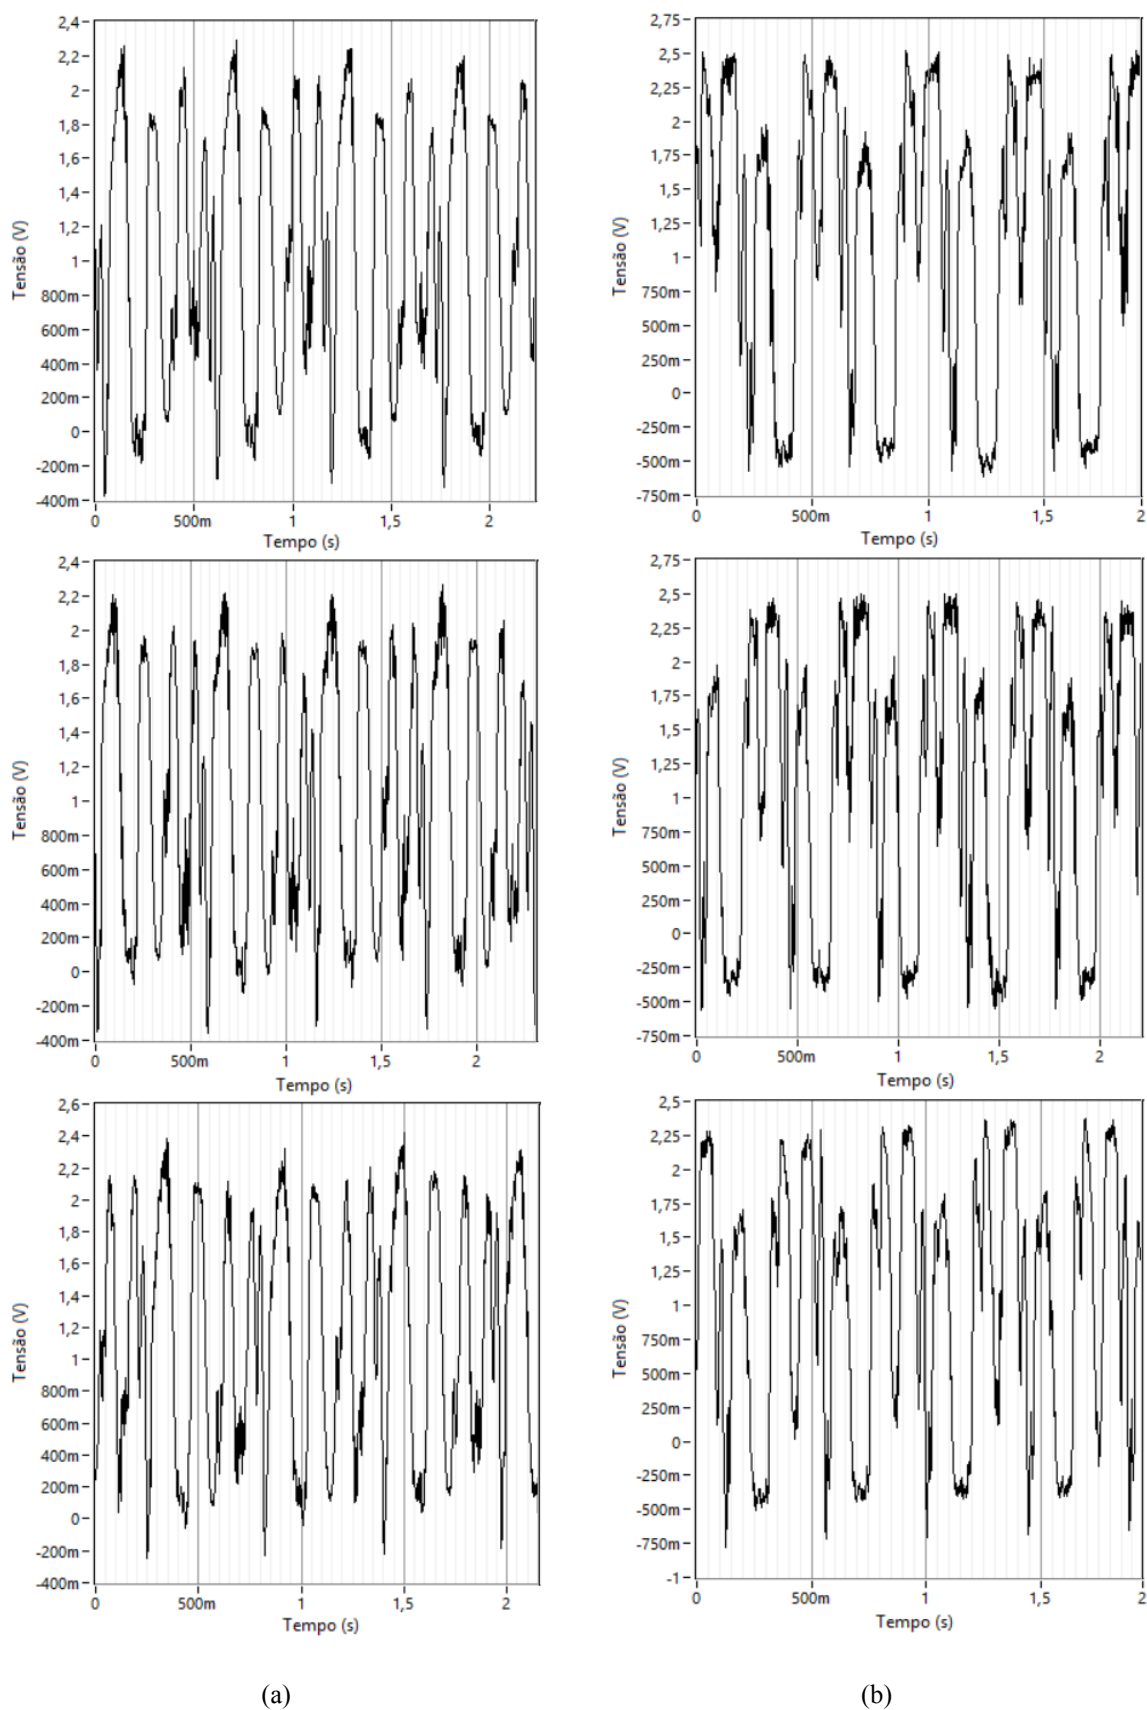 2,4
2,2
2
1,8
1,6
1,4
1,2
1
800m
600m
400m
200m
0
-200m
-400m
Tensão (V)
0 500m 1 1,5 2
Tempo (s)
2,75
2,5
2,25
2
1,75
1,5
1,25
1
750m
500m
250m
0
-250m
-500m
-750m
Tensão (V)
0 500m 1 1,5 2
Tempo (s)
2,4
2,2
2
1,8
1,6
1,4
1,2
1
800m
600m
400m
200m
0
-200m
-400m
Tensão (V)
0 500m 1 1,5 2
Tempo (s)
2,75
2,5
2,25
2
1,75
1,5
1,25
1
750m
500m
250m
0
-250m
-500m
-750m
Tensão (V)
0 500m 1 1,5 2
Tempo (s)
2,6
2,4
2,2
2
1,8
1,6
1,4
1,2
1
800m
600m
400m
200m
0
-200m
-400m
Tensão (V)
0 500m 1 1,5 2
Tempo (s)
2,5
2,25
2
1,75
1,5
1,25
1
750m
500m
250m
0
-250m
-500m
-750m
-1
Tensão (V)
0 500m 1 1,5 2
Tempo (s)
(a) (b)